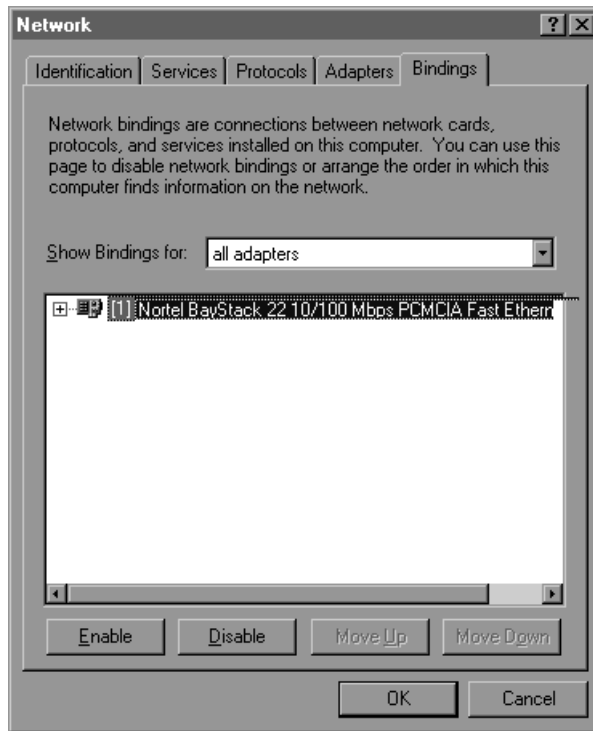 Network
Identification Services Protocols Adapters Bindings
Network bindings are connections between network cards,
protocols, and services installed on this computer. You can use this
page to disable network bindings or arrange the order in which this
computer finds information on the network.
Show Bindings for: all adapters
[1] Nortel BayStack 22 10/100 Mbps PCMCIA Fast Ethern
Enable Disable Move Up Move Down
OK Cancel